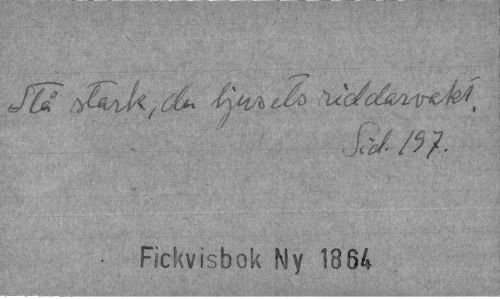 Stå stark, du ljusets riddarvakt,
Sid. 197.
Fickvisbok Ny 1864